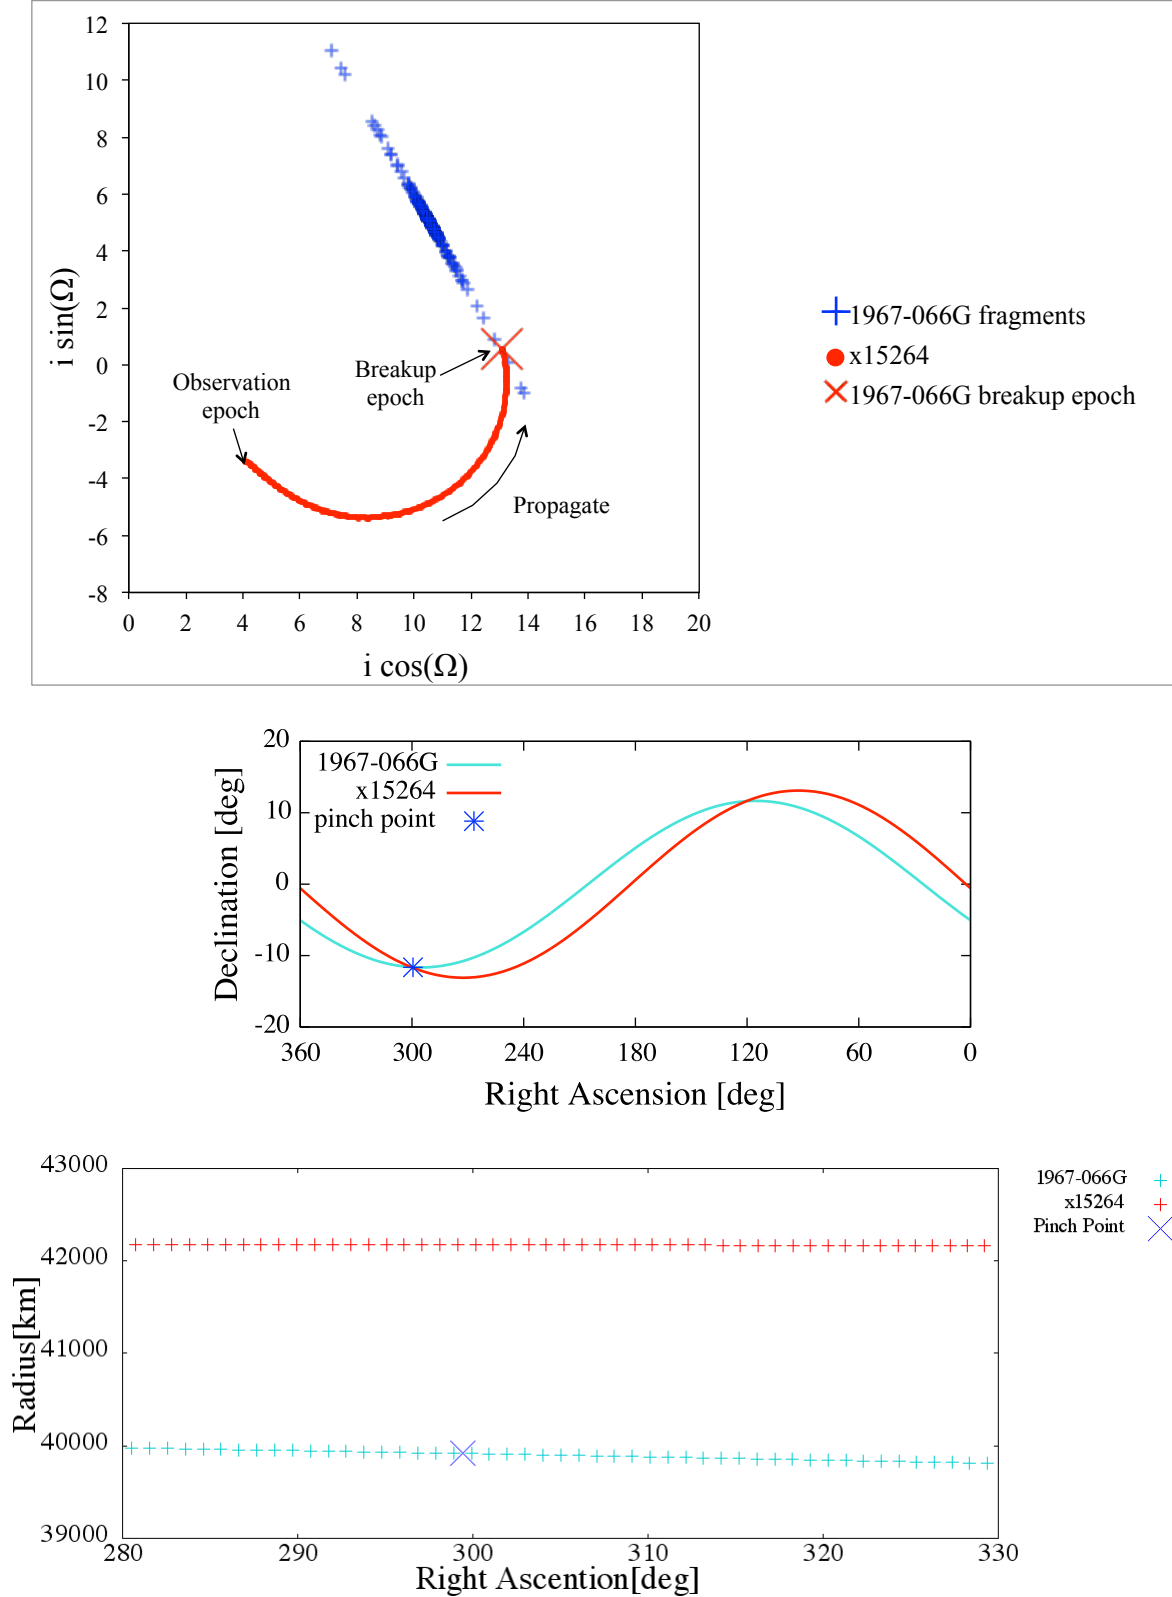 12
10
8
6
4
2
0
-2
-4
-6
-8
i sin(Ω)
Observation
epoch
Breakup
epoch
Propagate
0 2 4 6 8 10 12 14 16 18 20
i cos(Ω)
1967-066G fragments
x15264
1967-066G breakup epoch
20
10
0
-10
-20
Declination [deg]
1967-066G
x15264
pinch point
360 300 240 180 120 60 0
Right Ascension [deg]
43000
42000
41000
40000
39000
Radius[km]
280 290 300 310 320 330
Right Ascention[deg]
1967-066G
x15264
Pinch Point